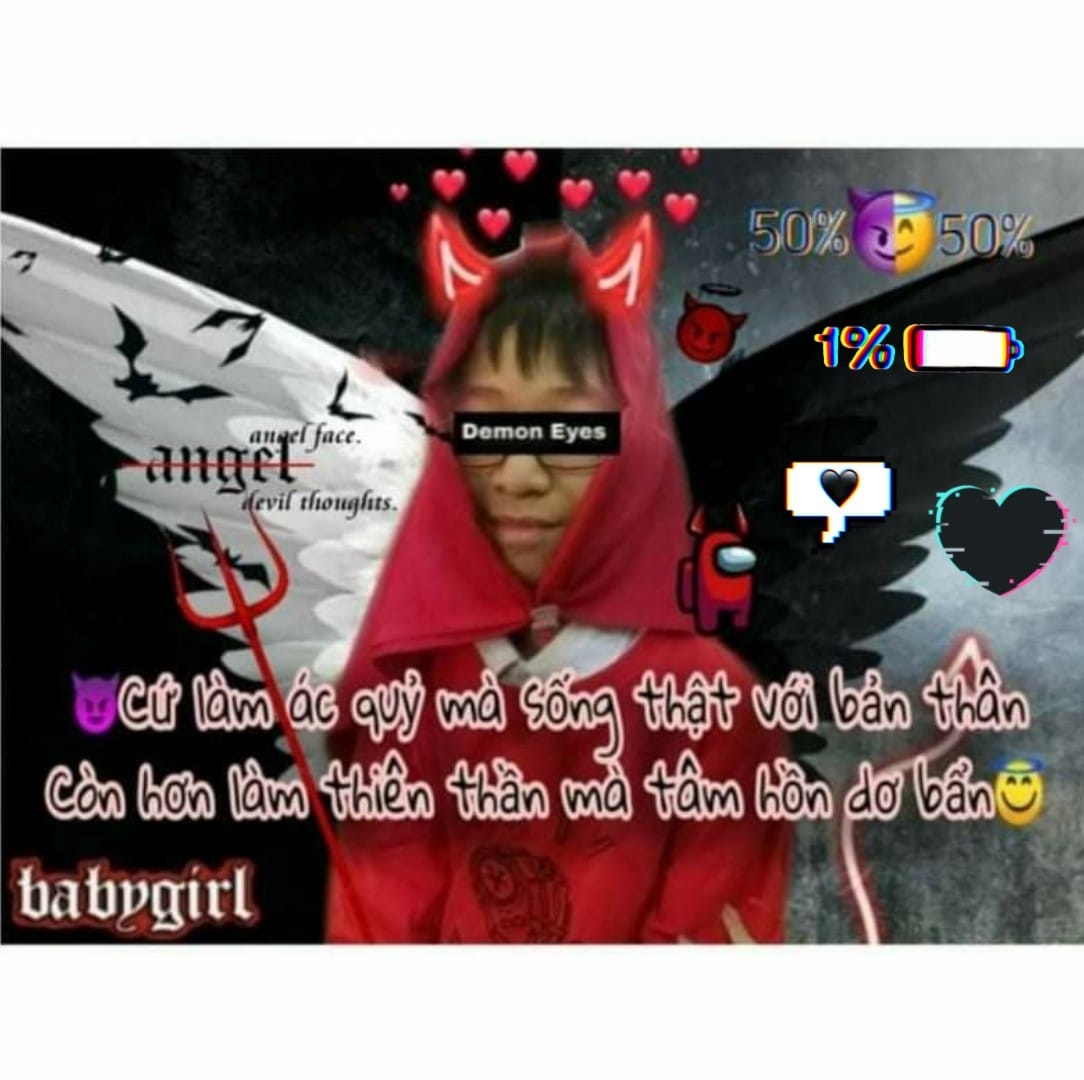 50% 50%
1%
Demon Eyes
angel face.
angel
devil thoughts.
Cứ làm ác quỷ mà sống thật với bản thân
Còn hơn làm thiên thần mà tâm hồn dơ bẩn
babygirl